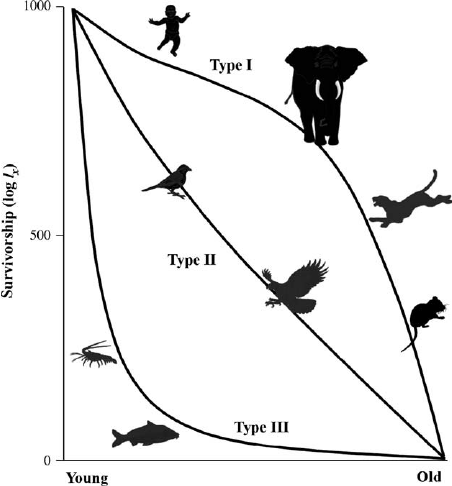 1000
Type I
Survivorship (log lx)
500
Type II
Type III
0
Young
Old